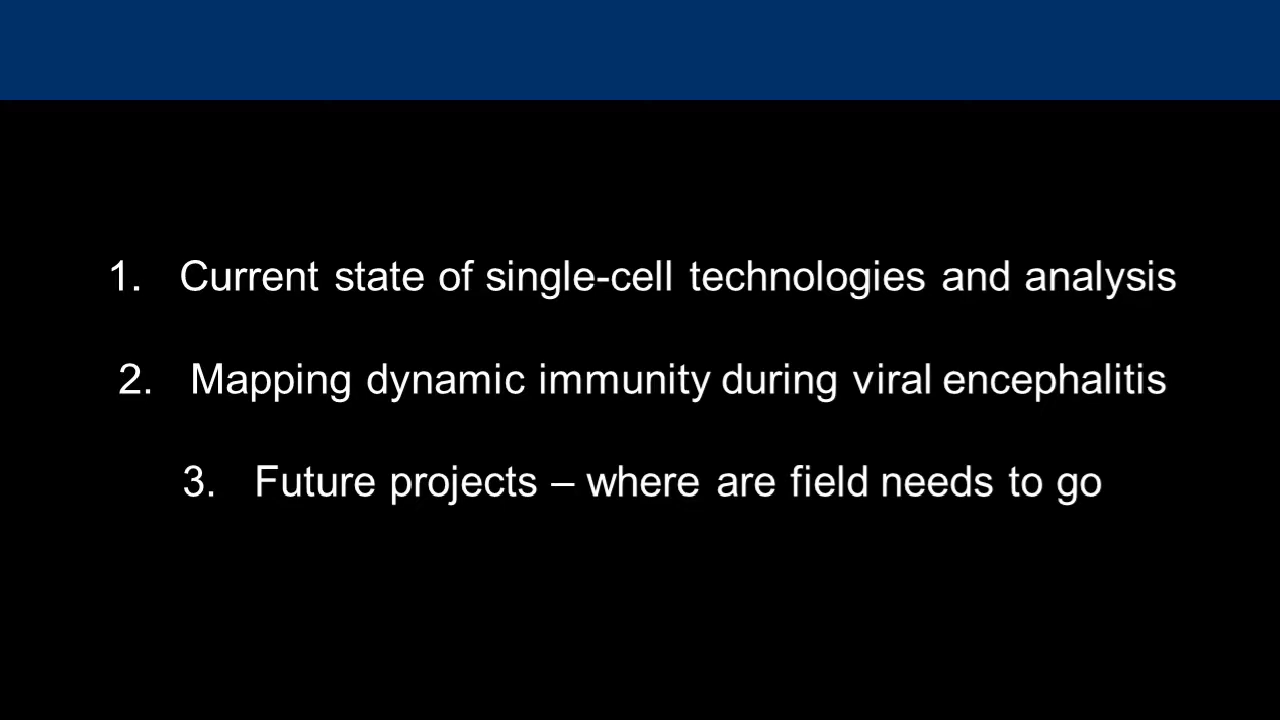 1. Current state of single-cell technologies and analysis
2. Mapping dynamic immunity during viral encephalitis
3. Future projects – where are field needs to go